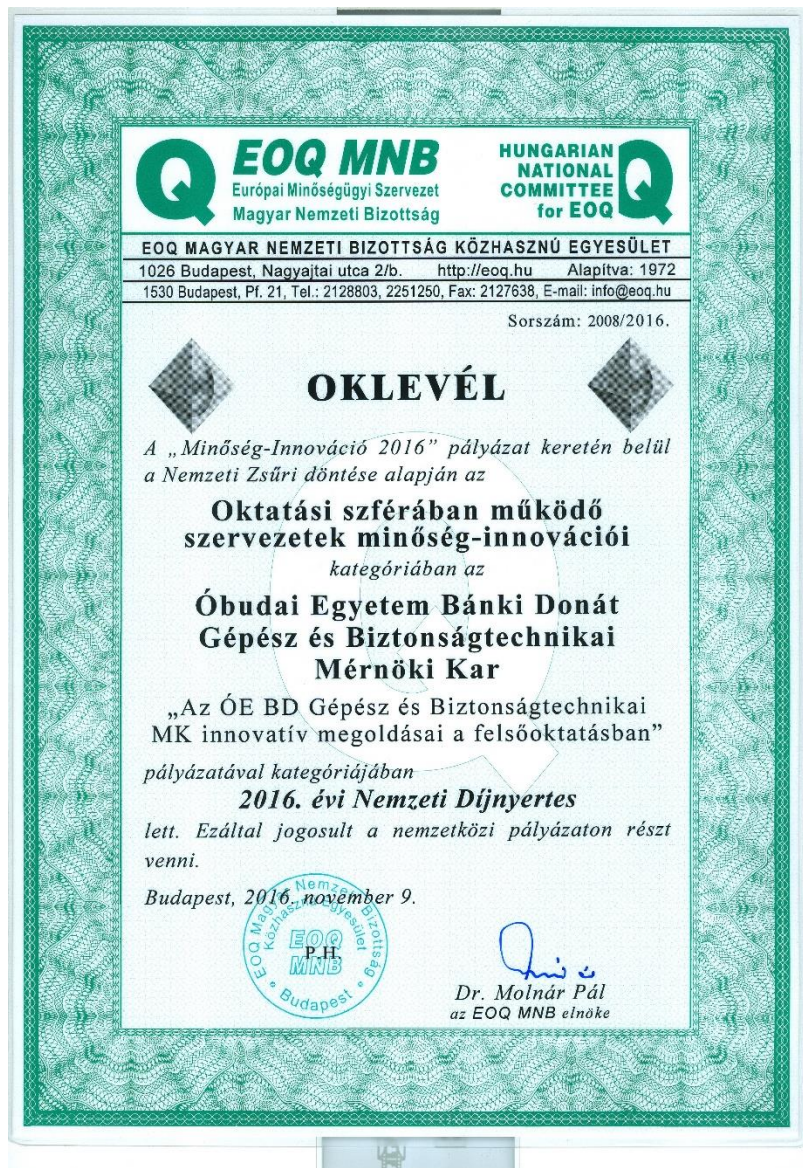 Q EOQ MNB
Európai Minőségügyi Szervezet
Magyar Nemzeti Bizottság
HUNGARIAN
NATIONAL
COMMITTEE
for EOQ
Q
EOQ MAGYAR NEMZETI BIZOTTSÁG KÖZHASZNÚ EGYESÜLET
1026 Budapest, Nagyajtai utca 2/b. http://eoq.hu Alapítva: 1972
1530 Budapest, Pf. 21, Tel.: 2128803, 2251250, Fax: 2127638, E-mail: info@eoq.hu
Sorszám: 2008/2016.
OKLEVÉL
A „Minőség-Innováció 2016” pályázat keretén belül
a Nemzeti Zsűri döntése alapján az
Oktatási szférában működő
szervezetek minőség-innovációi
kategóriában az
Óbudai Egyetem Bánki Donát
Gépész és Biztonságtechnikai
Mérnöki Kar
„Az ÓE BD Gépész és Biztonságtechnikai
MK innovatív megoldásai a felsőoktatásban”
pályázatával kategóriájában
2016. évi Nemzeti Díjnyertes
lett. Ezáltal jogosult a nemzetközi pályázaton részt
venni.
Budapest, 2016. november 9.
EOQ Magyar Nemzeti Bizottság
Közhasznú Egyesület
EOQ
MNB
P.H.
Budapest
Dr. Molnár Pál
az EOQ MNB elnöke